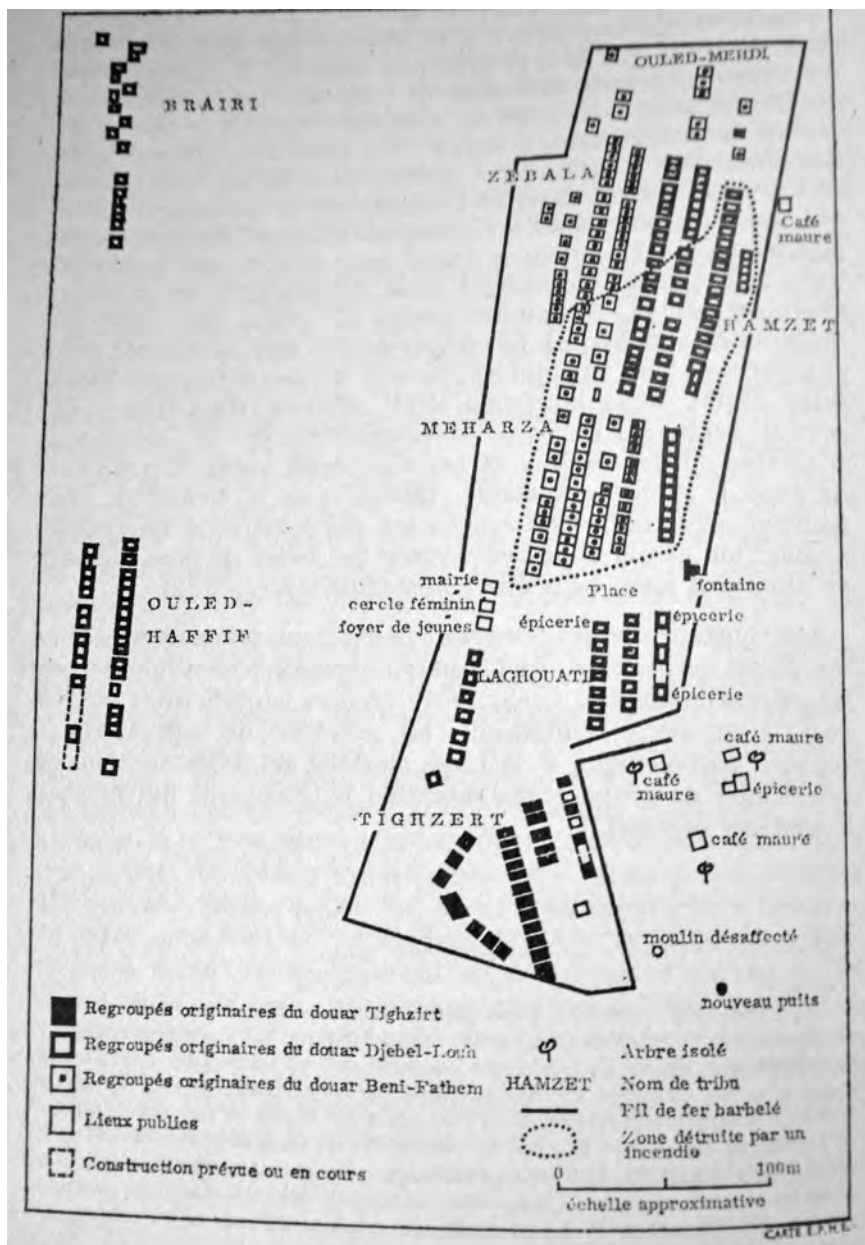 OULED-MEHDI
BRAIRI
ZEBALA
Café
maure
HAMZET
MEHARZA
mairie
cercle féminin
foyer de jeunes
OULED-
HAFFIF
Place
fontaine
épicerie
épicerie
LAGHOUATI
épicerie
café maure
café
maure
épicerie
TIGHZERT
café maure
moulin désaffecté
nouveau puits
Regroupés originaires du douar Tighzirt
Regroupés originaires du douar Djebel-Louh
Regroupés originaires du douar Beni-Fathem
Lieux publics
Construction prévue ou en cours
Arbre isolé
HAMZET Nom de tribu
Fil de fer barbelé
Zone détruite par un
incendie
0 100m
échelle approximative
CARTE E.P.H.E.